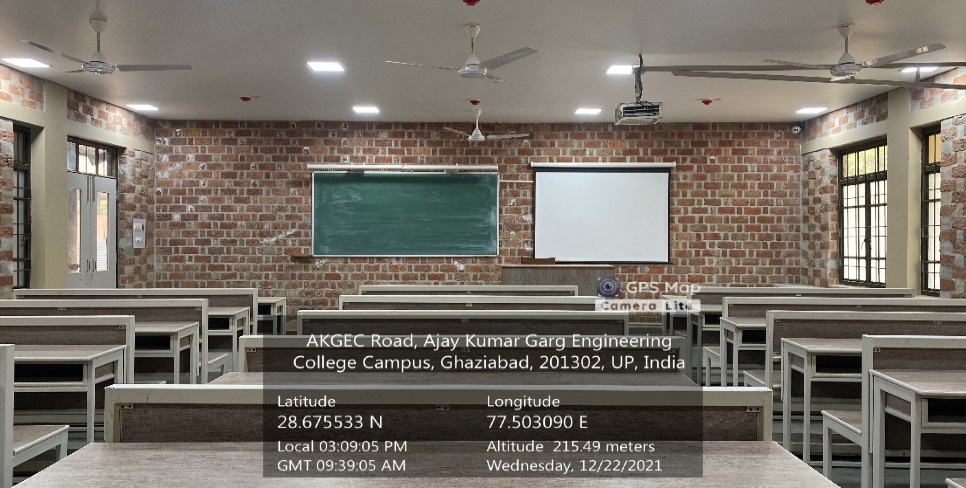 GPS Map
Camera Lite
AKGEC Road, Ajay Kumar Garg Engineering
College Campus, Ghaziabad, 201302, UP, India
Latitude
28.675533 N
Longitude
77.503090 E
Local 03:09:05 PM
GMT 09:39:05 AM
Altitude 215.49 meters
Wednesday, 12/22/2021